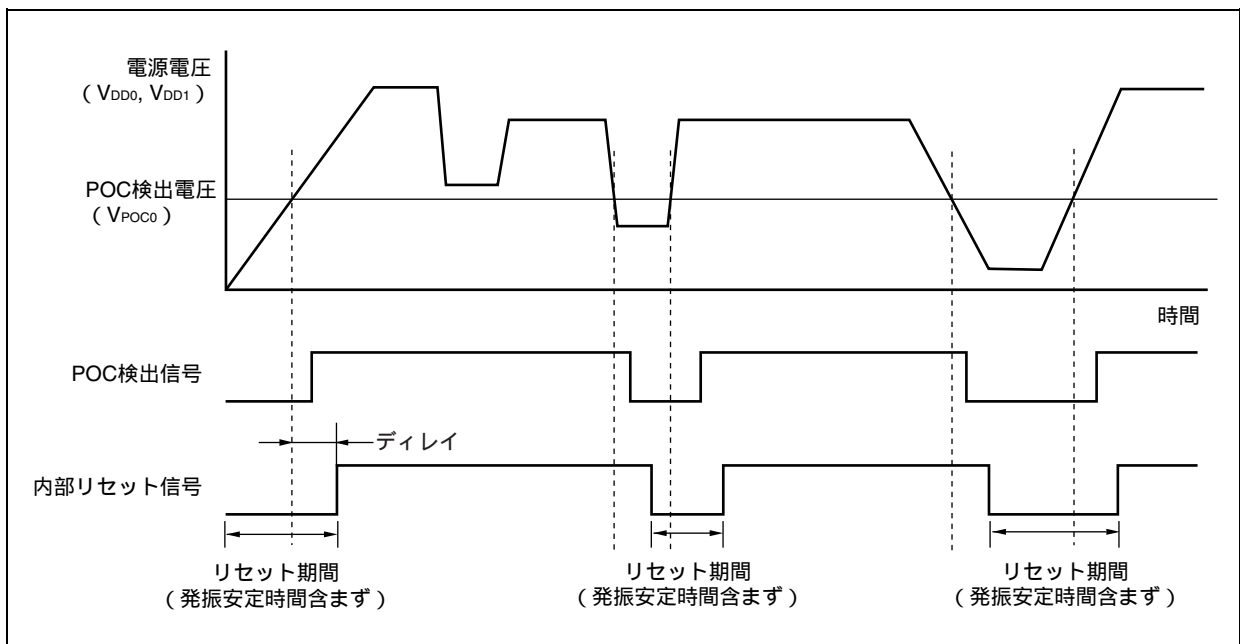 電源電圧
( VDD0, VDD1 )
POC検出電圧
( VPOC0 )
時間
POC検出信号
ディレイ
内部リセット信号
リセット期間
( 発振安定時間含まず )
リセット期間
( 発振安定時間含まず )
リセット期間
( 発振安定時間含まず )